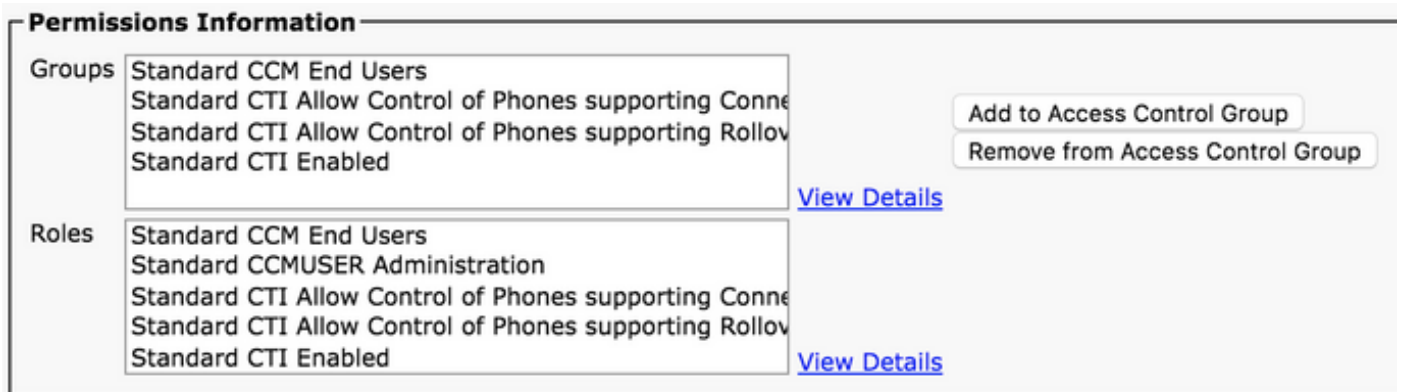 Permissions Information
Groups
Standard CCM End Users
Standard CTI Allow Control of Phones supporting Conne
Standard CTI Allow Control of Phones supporting Rollov
Standard CTI Enabled
Add to Access Control Group
Remove from Access Control Group
View Details
Roles
Standard CCM End Users
Standard CCMUSER Administration
Standard CTI Allow Control of Phones supporting Conne
Standard CTI Allow Control of Phones supporting Rollov
Standard CTI Enabled
View Details